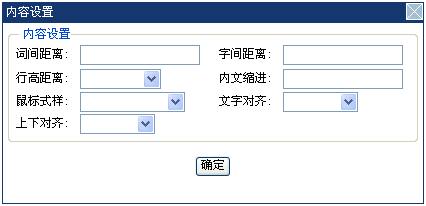 内容设置
内容设置
词间距离： 字间距离：
行高距离： 内文缩进：
鼠标式样： 文字对齐：
上下对齐：
确定